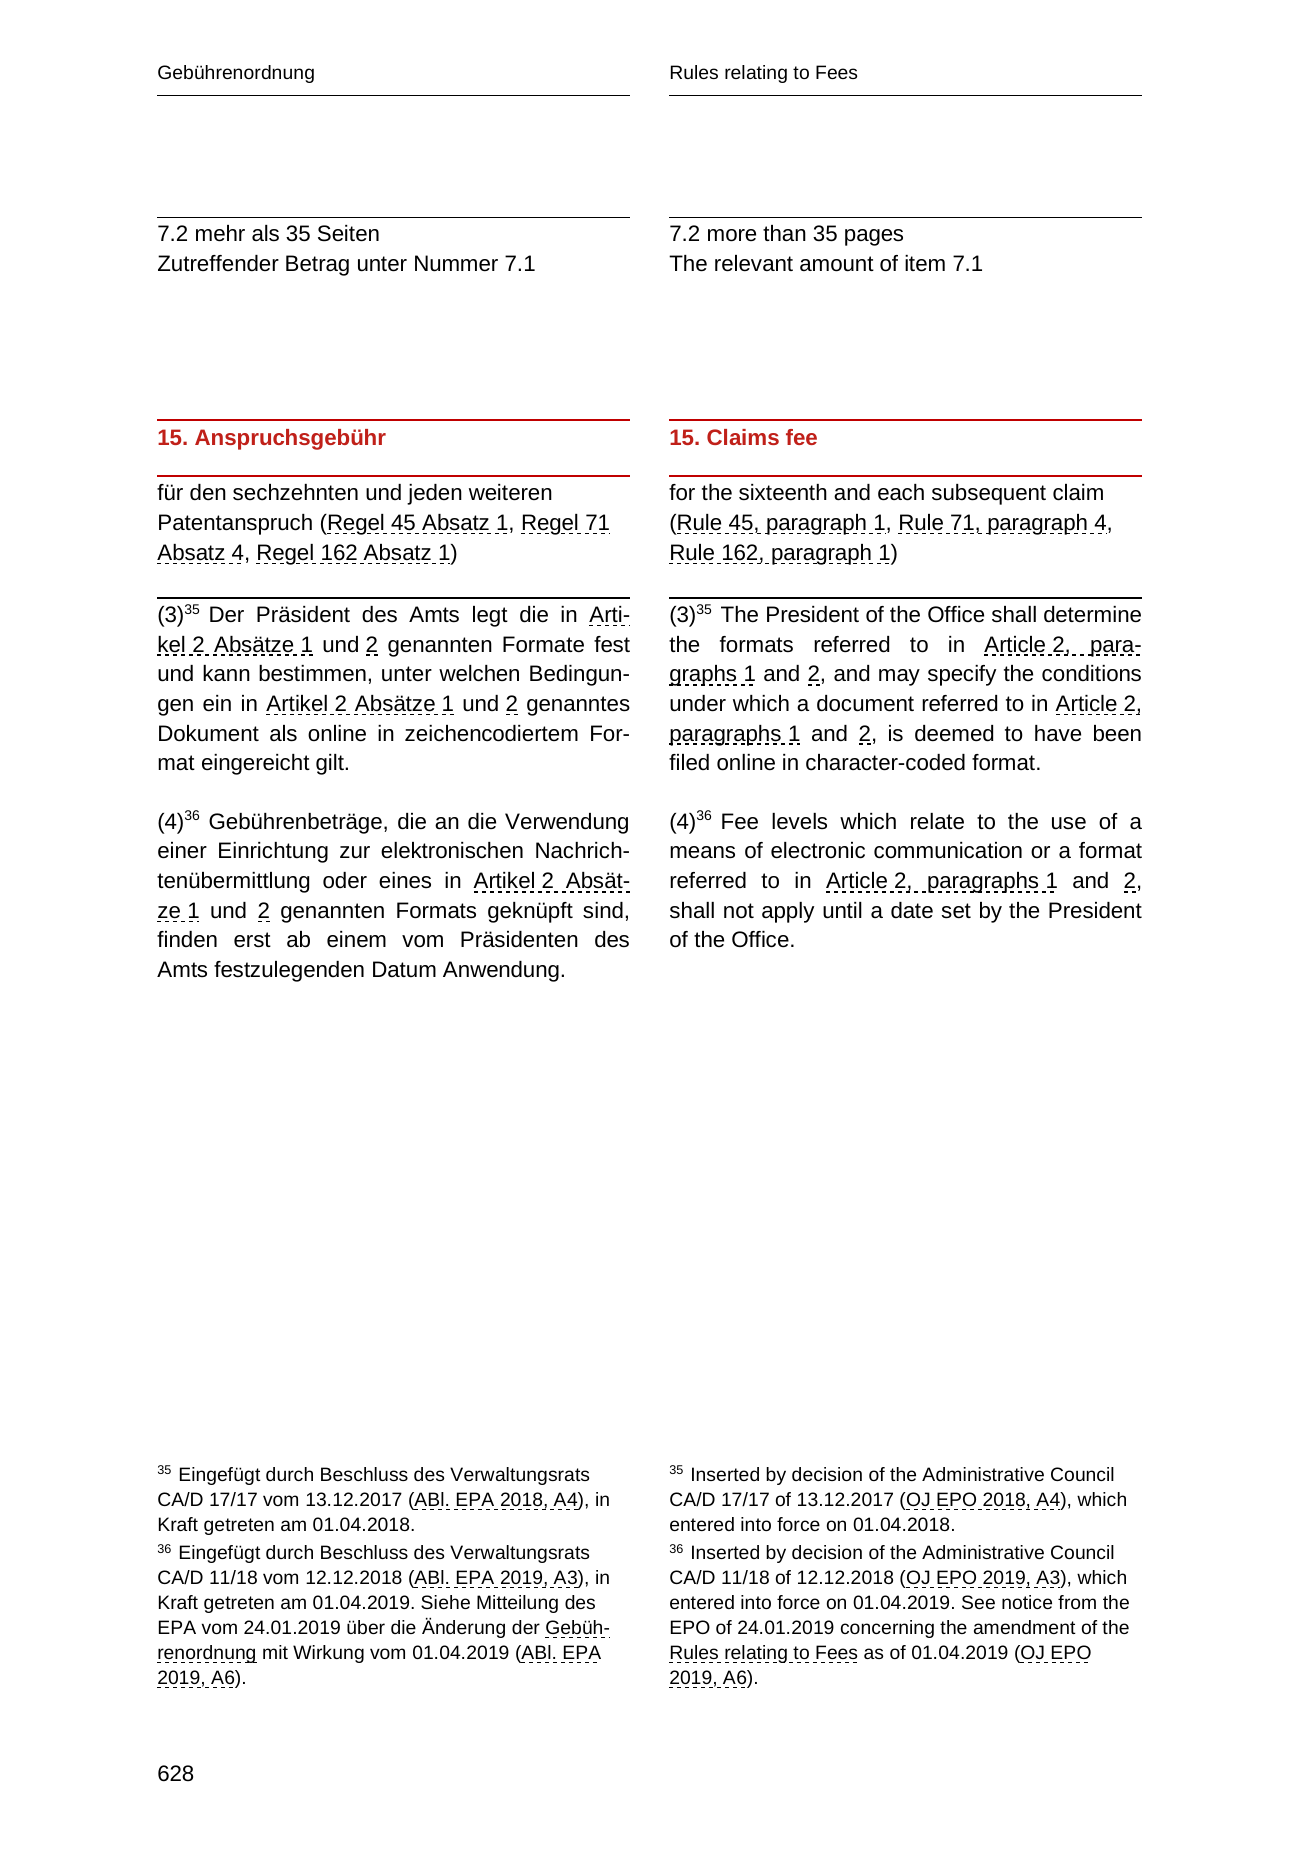 Gebührenordnung
7.2 mehr als 35 Seiten
Zutreffender Betrag unter Nummer 7.1
15. Anspruchsgebühr
für den sechzehnten und jeden weiteren
Patentanspruch (Regel 45 Absatz 1, Regel 71
Absatz 4, Regel 162 Absatz 1)
(3)35 Der Präsident des Amts legt die in Arti-
kel 2 Absätze 1 und 2 genannten Formate fest
und kann bestimmen, unter welchen Bedingun-
gen ein in Artikel 2 Absätze 1 und 2 genanntes
Dokument als online in zeichencodiertem For-
mat eingereicht gilt.
(4)36 Gebührenbeträge, die an die Verwendung
einer Einrichtung zur elektronischen Nachrich-
tenübermittlung oder eines in Artikel 2 Absät-
ze 1 und 2 genannten Formats geknüpft sind,
finden erst ab einem vom Präsidenten des
Amts festzulegenden Datum Anwendung.
35 Eingefügt durch Beschluss des Verwaltungsrats
CA/D 17/17 vom 13.12.2017 (ABl. EPA 2018, A4), in
Kraft getreten am 01.04.2018.
36 Eingefügt durch Beschluss des Verwaltungsrats
CA/D 11/18 vom 12.12.2018 (ABl. EPA 2019, A3), in
Kraft getreten am 01.04.2019. Siehe Mitteilung des
EPA vom 24.01.2019 über die Änderung der Gebüh-
renordnung mit Wirkung vom 01.04.2019 (ABl. EPA
2019, A6).
Rules relating to Fees
7.2 more than 35 pages
The relevant amount of item 7.1
15. Claims fee
for the sixteenth and each subsequent claim
(Rule 45, paragraph 1, Rule 71, paragraph 4,
Rule 162, paragraph 1)
(3)35 The President of the Office shall determine
the formats referred to in Article 2, para-
graphs 1 and 2, and may specify the conditions
under which a document referred to in Article 2,
paragraphs 1 and 2, is deemed to have been
filed online in character-coded format.
(4)36 Fee levels which relate to the use of a
means of electronic communication or a format
referred to in Article 2, paragraphs 1 and 2,
shall not apply until a date set by the President
of the Office.
35 Inserted by decision of the Administrative Council
CA/D 17/17 of 13.12.2017 (OJ EPO 2018, A4), which
entered into force on 01.04.2018.
36 Inserted by decision of the Administrative Council
CA/D 11/18 of 12.12.2018 (OJ EPO 2019, A3), which
entered into force on 01.04.2019. See notice from the
EPO of 24.01.2019 concerning the amendment of the
Rules relating to Fees as of 01.04.2019 (OJ EPO
2019, A6).
628